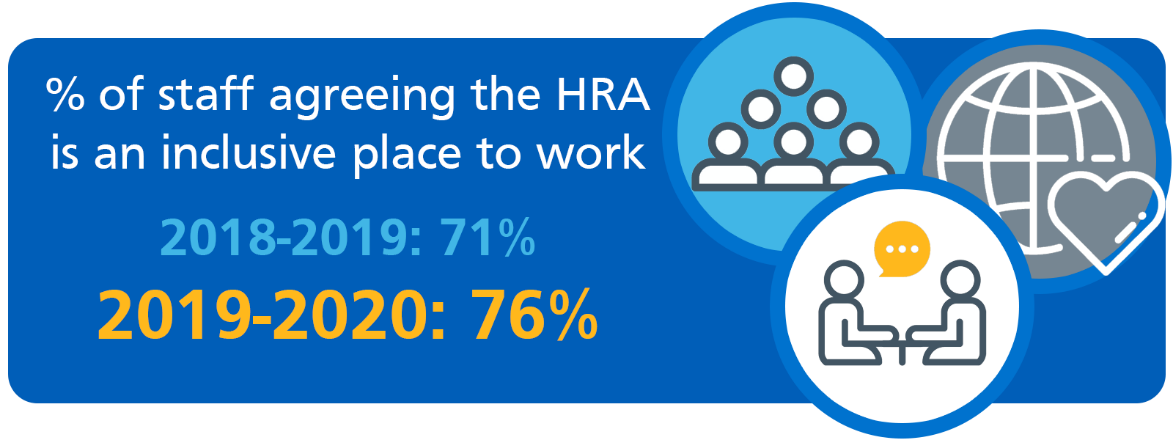 % of staff agreeing the HRA
is an inclusive place to work
2018-2019: 71%
2019-2020: 76%